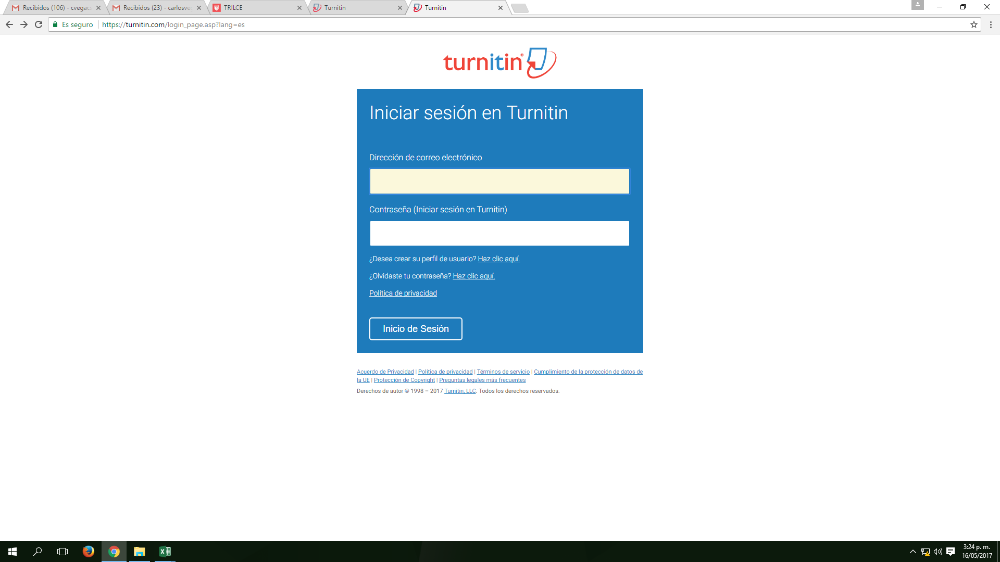 Recibidos (106) - cvegacs
Recibidos (23) - carlosve
TRILCE
Turnitin
Turnitin
Es seguro
https://turnitin.com/login_page.asp?lang=es
turnitin®
Iniciar sesión en Turnitin
Dirección de correo electrónico
Contraseña (Iniciar sesión en Turnitin)
¿Desea crear su perfil de usuario? Haz clic aquí.
¿Olvidaste tu contraseña? Haz clic aquí.
Política de privacidad
Inicio de Sesión
Acuerdo de Privacidad | Política de privacidad | Términos de servicio | Cumplimiento de la protección de datos de
la UE | Protección de Copyright | Preguntas legales más frecuentes
Derechos de autor © 1998 – 2017 Turnitin, LLC. Todos los derechos reservados.
3:24 p. m.
16/05/2017